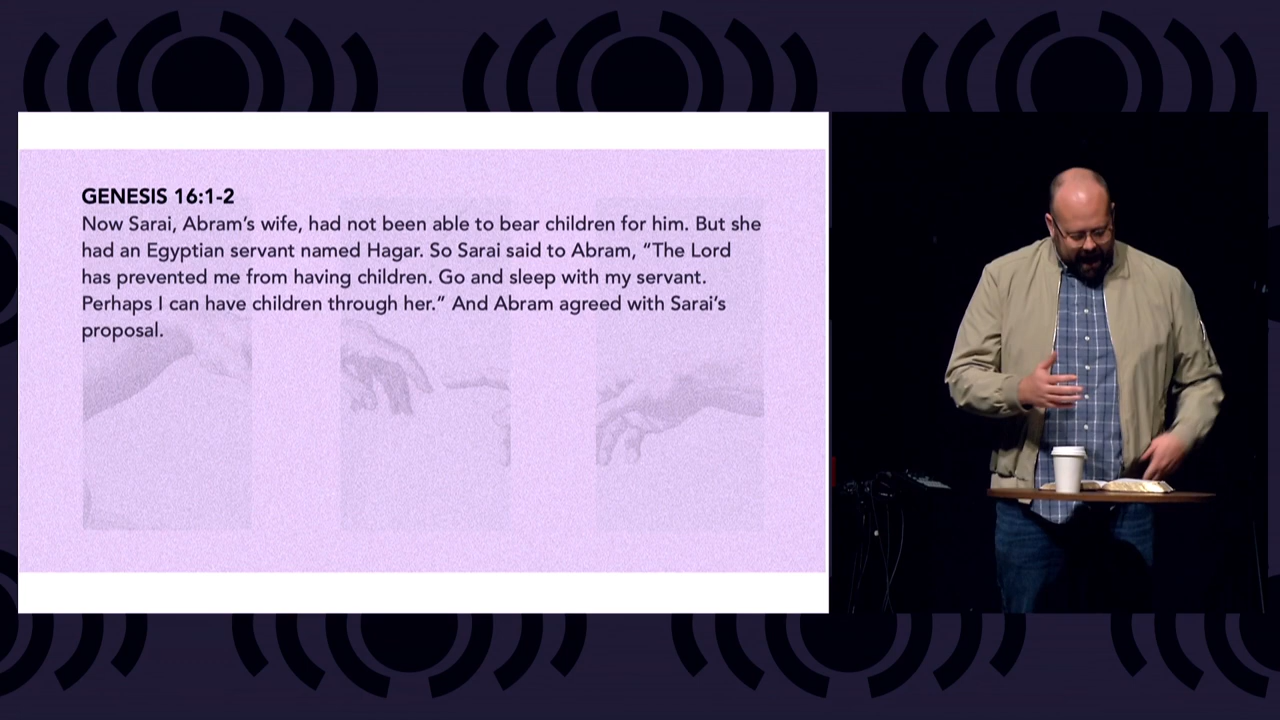 GENESIS 16:1-2
Now Sarai, Abram’s wife, had not been able to bear children for him. But she
had an Egyptian servant named Hagar. So Sarai said to Abram, “The Lord
has prevented me from having children. Go and sleep with my servant.
Perhaps I can have children through her.” And Abram agreed with Sarai’s
proposal.